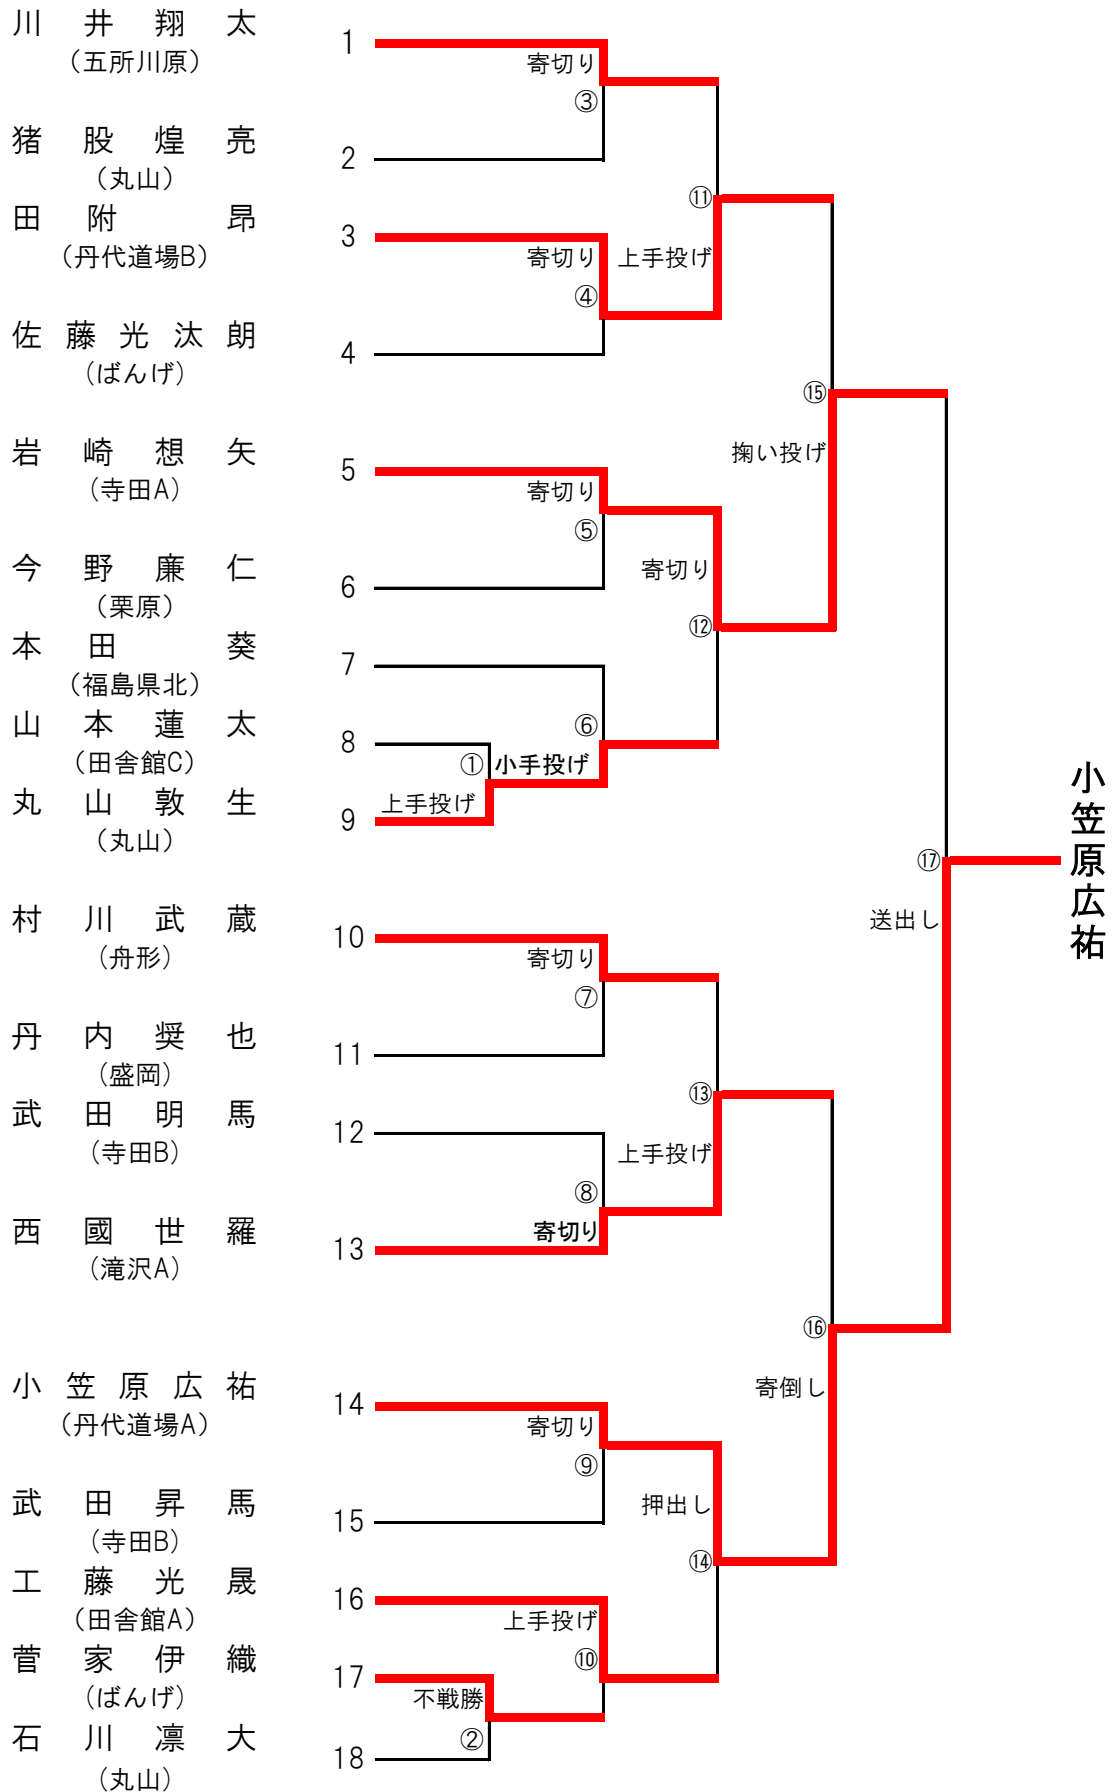 川井翔太
（五所川原）
1
寄切り
③
猪股煌亮
（丸山）
2
⑪
田附昂
（丹代道場B）
3
寄切り
上手投げ
④
佐藤光汰朗
（ばんげ）
4
⑮
掬い投げ
岩崎想矢
（寺田A）
5
寄切り
⑤
今野廉仁
（栗原）
6
寄切り
⑫
本田葵
（福島県北）
7
⑥
山本蓮太
（田舎館C）
8
①
小手投げ
丸山敦生
（丸山）
9
上手投げ
小笠原広祐
⑰
送出し
村川武蔵
（舟形）
10
寄切り
⑦
丹内奨也
（盛岡）
11
⑬
上手投げ
武田明馬
（寺田B）
12
⑧
西國世羅
（滝沢A）
13
寄切り
⑯
寄倒し
小笠原広祐
（丹代道場A）
14
寄切り
⑨
武田昇馬
（寺田B）
15
押出し
⑭
工藤光晟
（田舎館A）
16
上手投げ
⑩
菅家伊織
（ばんげ）
17
不戦勝
②
石川凛大
（丸山）
18